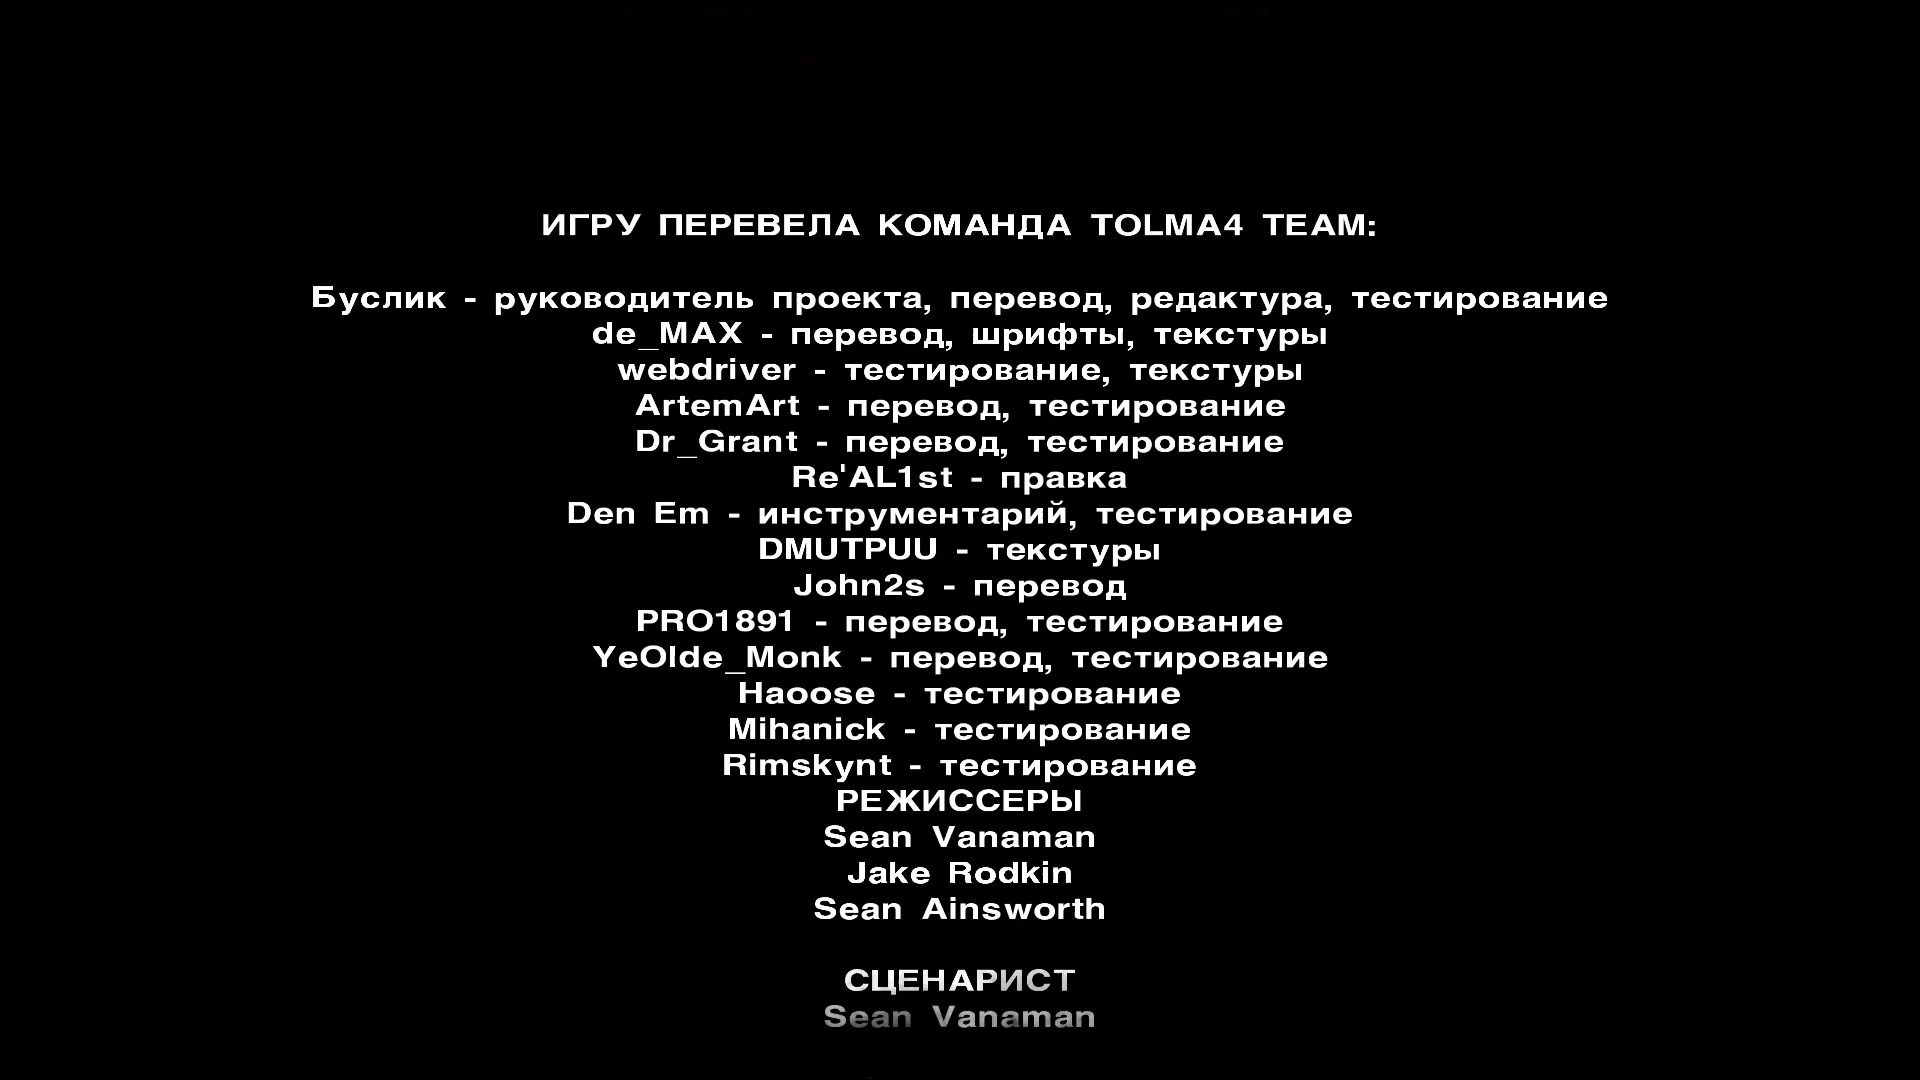 ИГРУ ПЕРЕВЕЛА КОМАНДА TOLMA4 TEAM:
Буслик - руководитель проекта, перевод, редактура, тестирование
de_MAX - перевод, шрифты, текстуры
webdriver - тестирование, текстуры
ArtemArt - перевод, тестирование
Dr_Grant - перевод, тестирование
Re'AL1st - правка
Den Em - инструментарий, тестирование
DMUTPUU - текстуры
John2s - перевод
PRO1891 - перевод, тестирование
YeOlde_Monk - перевод, тестирование
Haoose - тестирование
Mihanick - тестирование
Rimskynt - тестирование
РЕЖИССЕРЫ
Sean Vanaman
Jake Rodkin
Sean Ainsworth
СЦЕНАРИСТ
Sean Vanaman